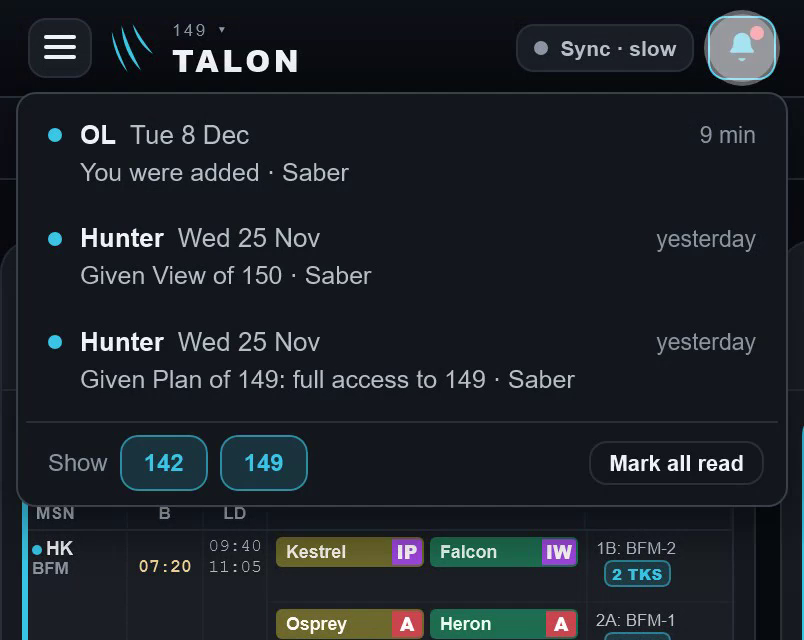 149 ▾
TALON
Sync · slow
OL Tue 8 Dec 9 min
You were added · Saber
Hunter Wed 25 Nov yesterday
Given View of 150 · Saber
Hunter Wed 25 Nov yesterday
Given Plan of 149: full access to 149 · Saber
Show 142 149 Mark all read
MSN B LD
HK 09:40 Kestrel IP Falcon IW 1B: BFM-2
BFM 07:20 11:05 2 TKS
Osprey A Heron A 2A: BFM-1